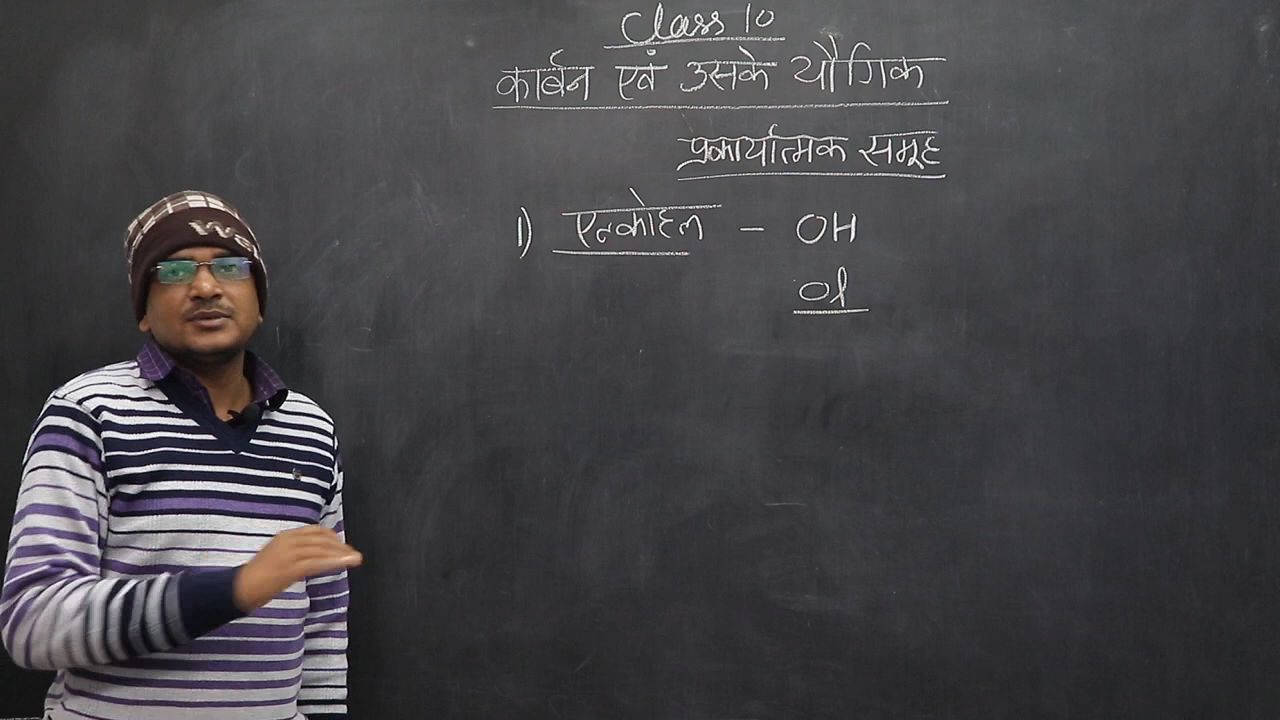 Class 10
कार्बन एवं उसके यौगिक
प्रकार्यात्मक समूह
1) एल्कोहल - OH
Ol